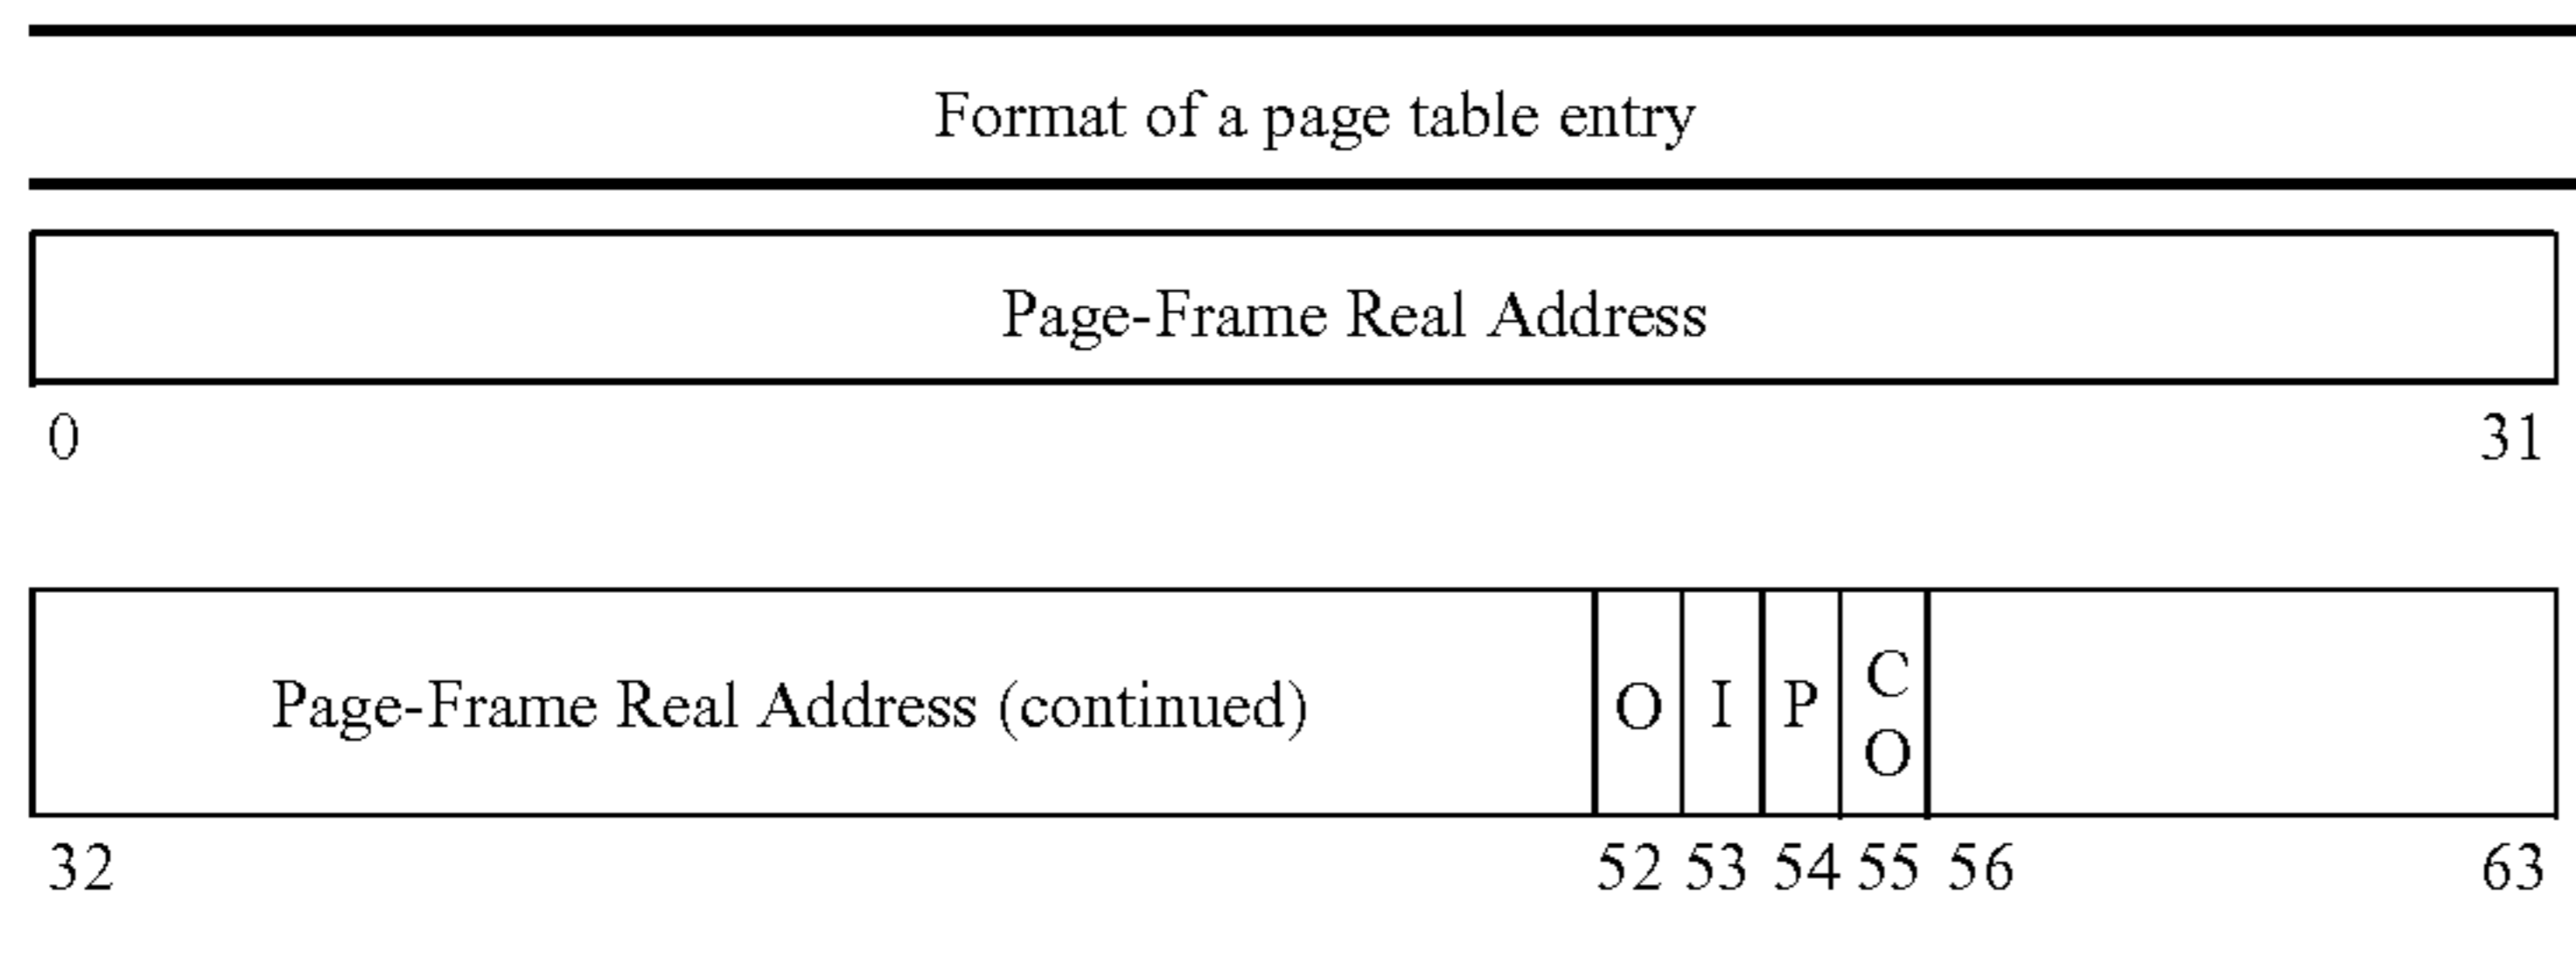 Format of a page table entry
Page-Frame Real Address
0 31
Page-Frame Real Address (continued) O I P C O
32 52 53 54 55 56 63